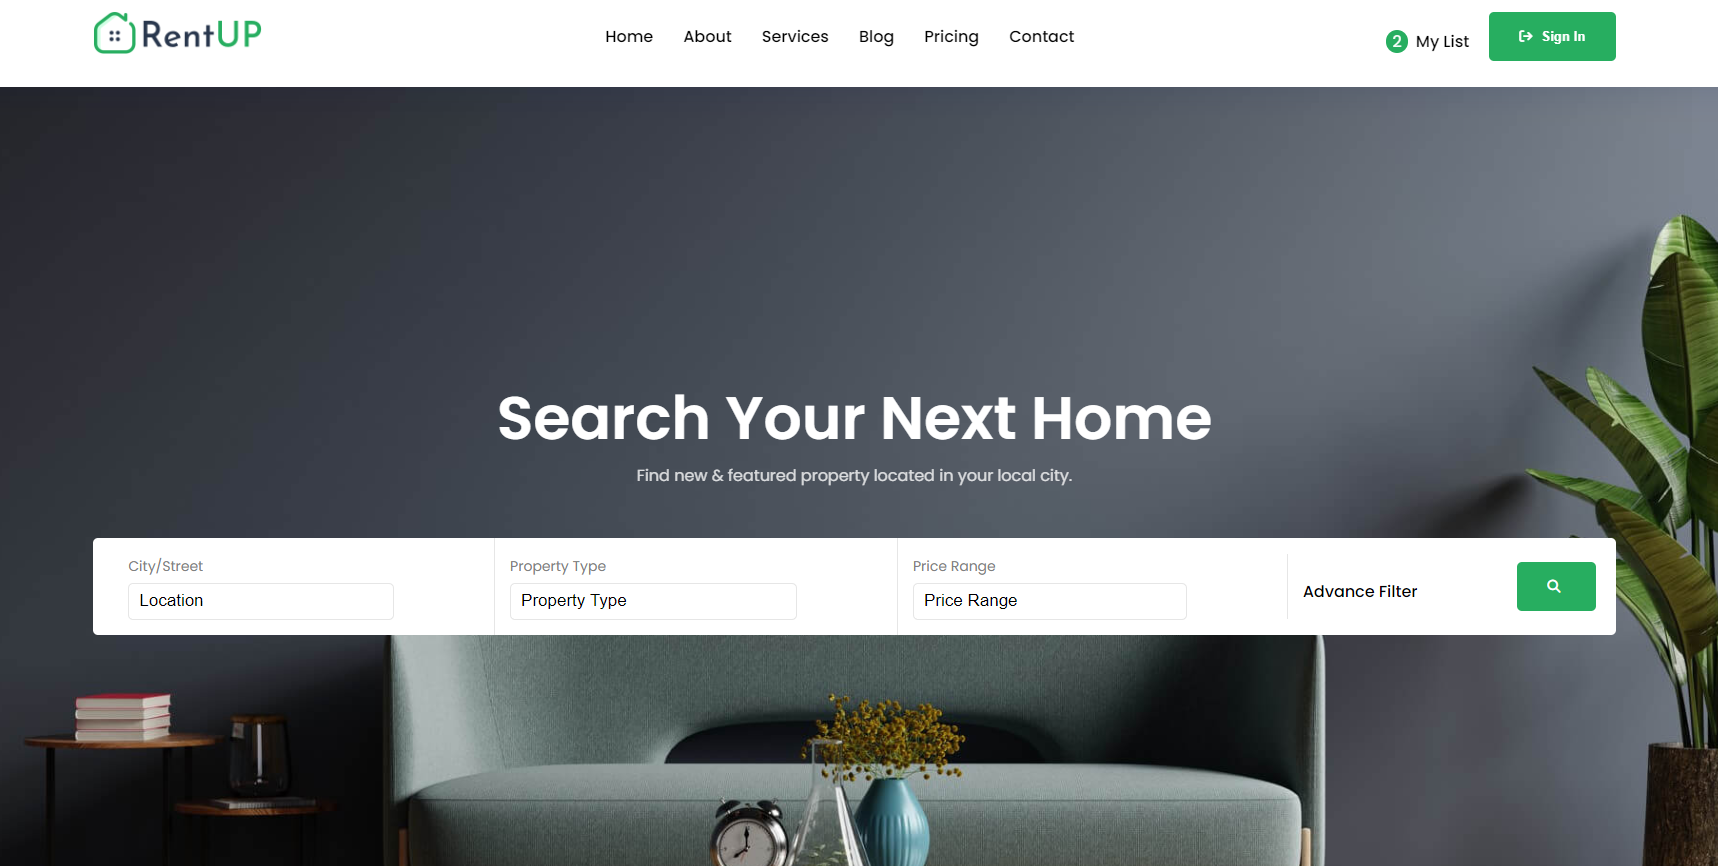 RentUP
Home About Services Blog Pricing Contact
2 My List
Sign In
Search Your Next Home
Find new & featured property located in your local city.
City/Street
Location
Property Type
Property Type
Price Range
Price Range
Advance Filter